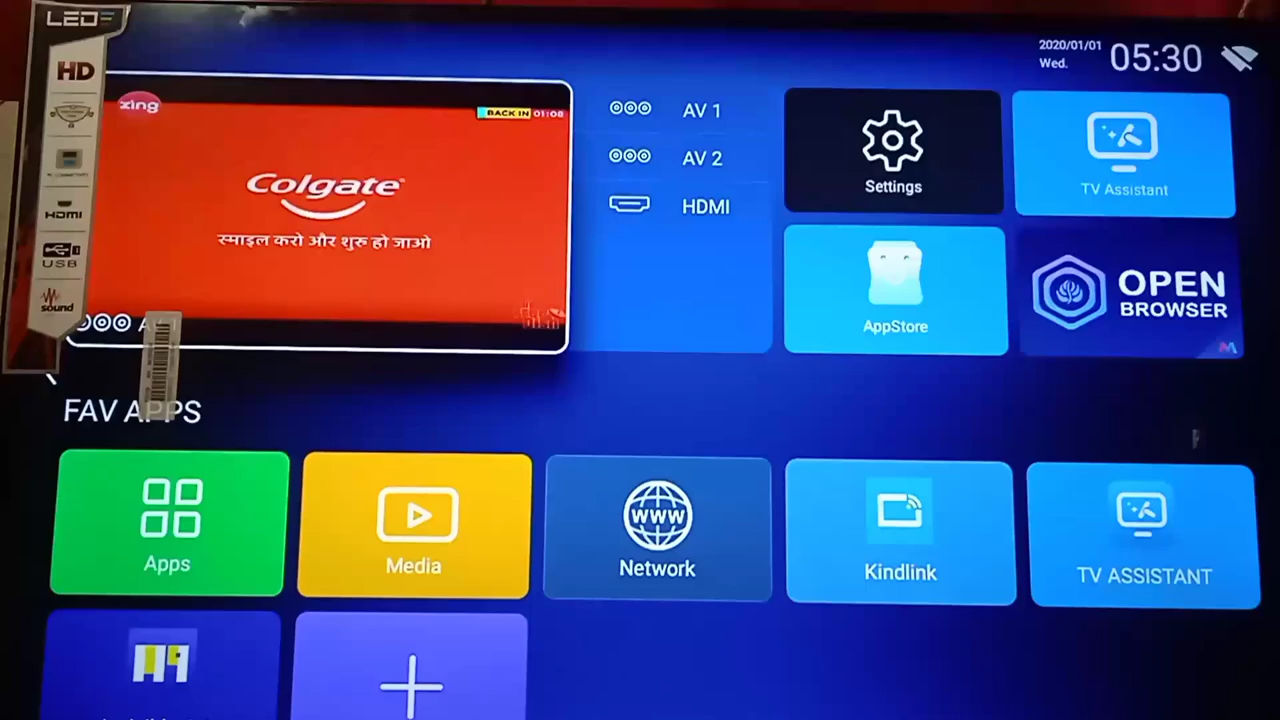 LED
HD
HDMI
USB
sound
zing
BACK IN 01:08
Colgate
स्माइल करो और शुरू हो जाओ
AV 1
AV 2
HDMI
2020/01/01
Wed.
05:30
Settings
TV Assistant
AppStore
OPEN
BROWSER
FAV APPS
Apps
Media
WWW
Network
Kindlink
TV ASSISTANT